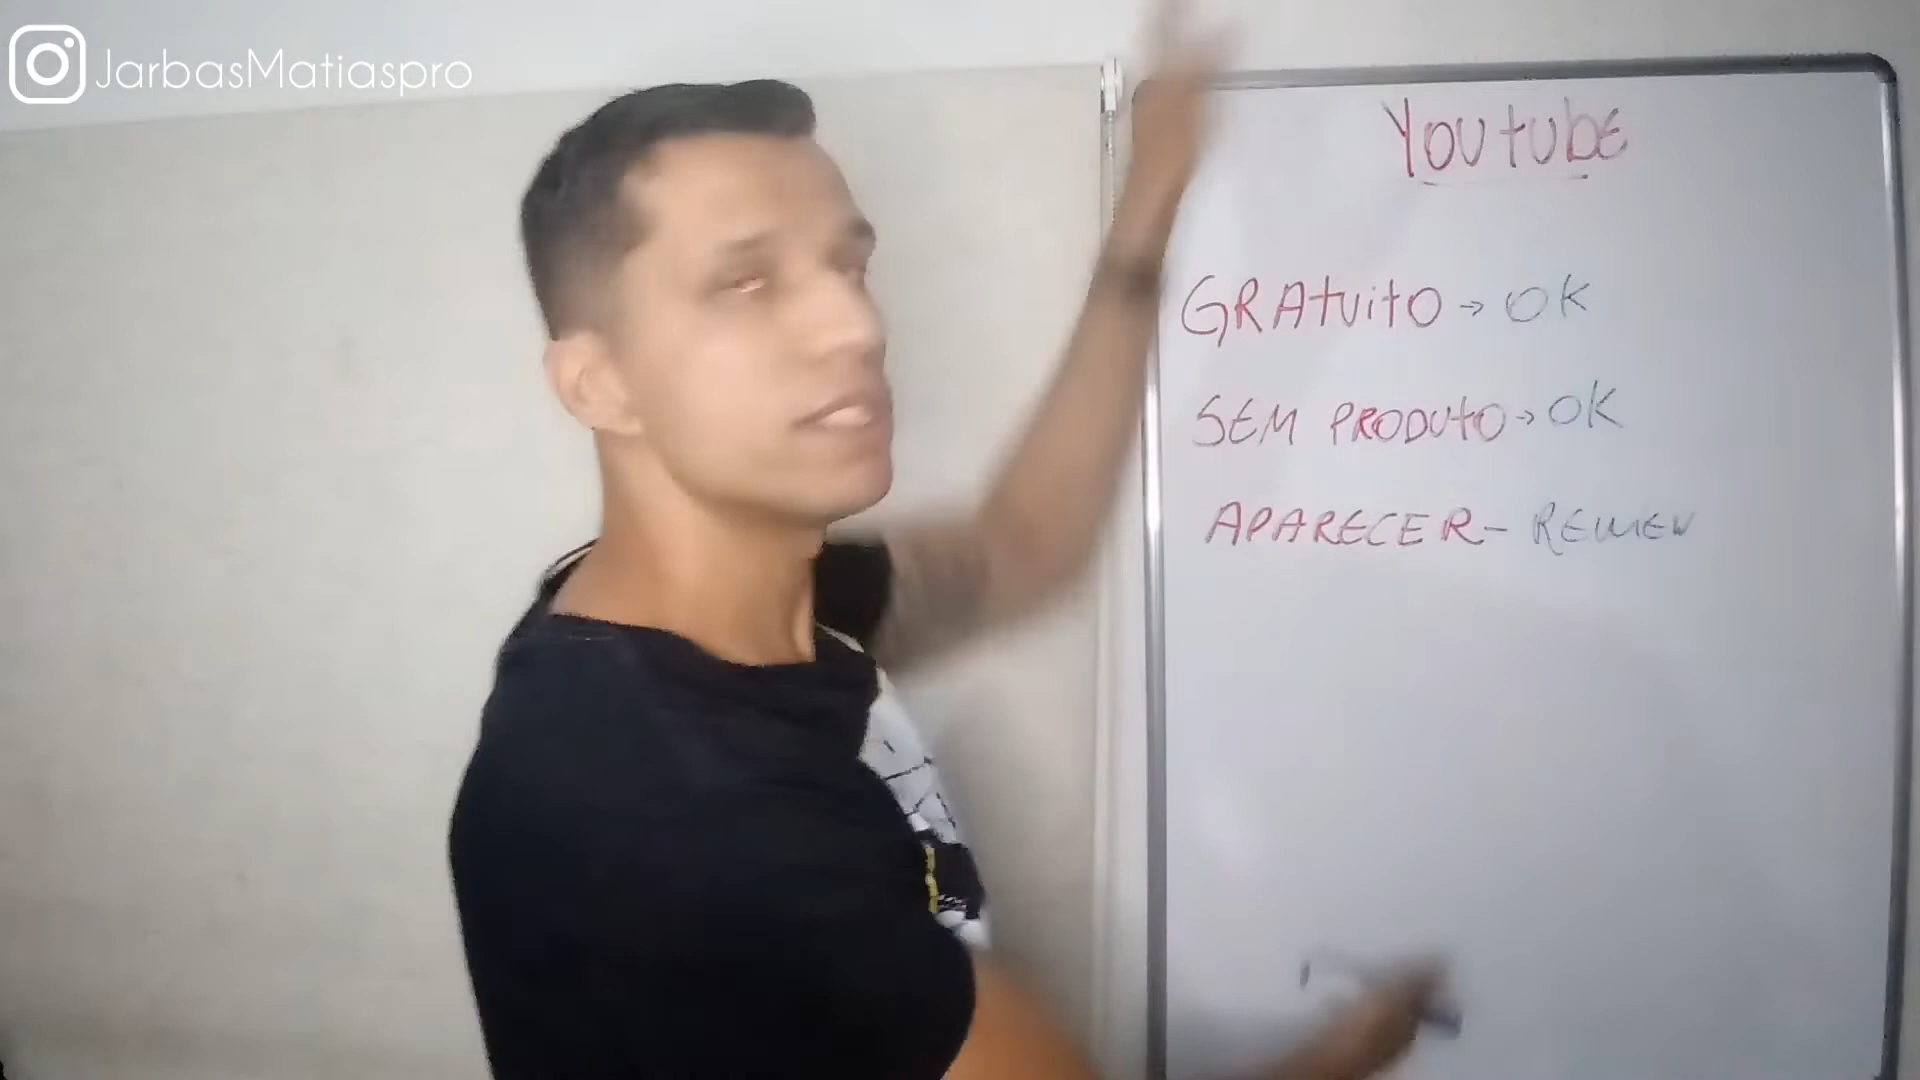 JarbasMatiaspro
YOUtUbE
GRAtUitO → OK
SEM PRODUtO → OK
APARECER - REVIEW